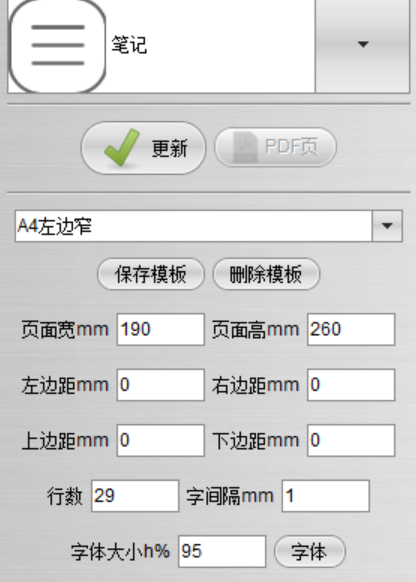 笔记
更新 PDF页
A4左边窄
保存模板 删除模板
页面宽mm 190 页面高mm 260
左边距mm 0 右边距mm 0
上边距mm 0 下边距mm 0
行数 29 字间隔mm 1
字体大小h% 95 字体